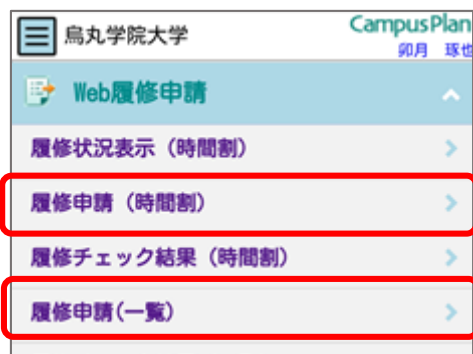 烏丸学院大学
CampusPlan
卯月 琢也
Web履修申請
履修状況表示（時間割）
履修申請（時間割）
履修チェック結果（時間割）
履修申請(一覧)